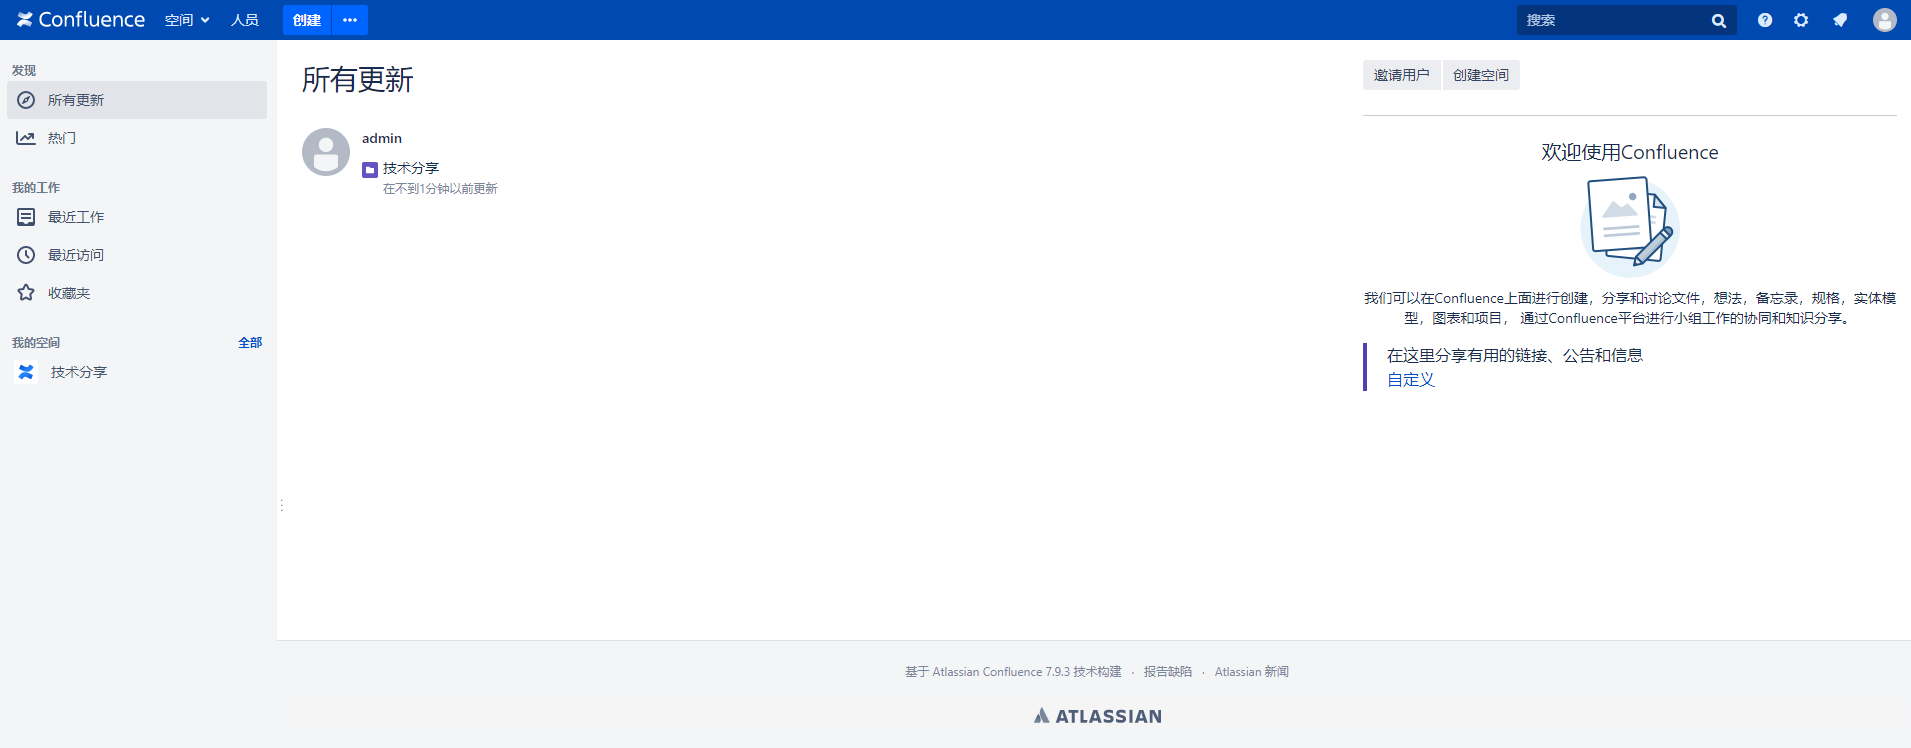 Confluence 空间 人员 创建 ··· 搜索
发现
所有更新
热门
我的工作
最近工作
最近访问
收藏夹
我的空间 全部
技术分享
所有更新
admin
技术分享
在不到1分钟以前更新
邀请用户 创建空间
欢迎使用Confluence
我们可以在Confluence上面进行创建，分享和讨论文件，想法，备忘录，规格，实体模
型，图表和项目， 通过Confluence平台进行小组工作的协同和知识分享。
在这里分享有用的链接、公告和信息
自定义
基于 Atlassian Confluence 7.9.3 技术构建 · 报告缺陷 · Atlassian 新闻
ATLASSIAN